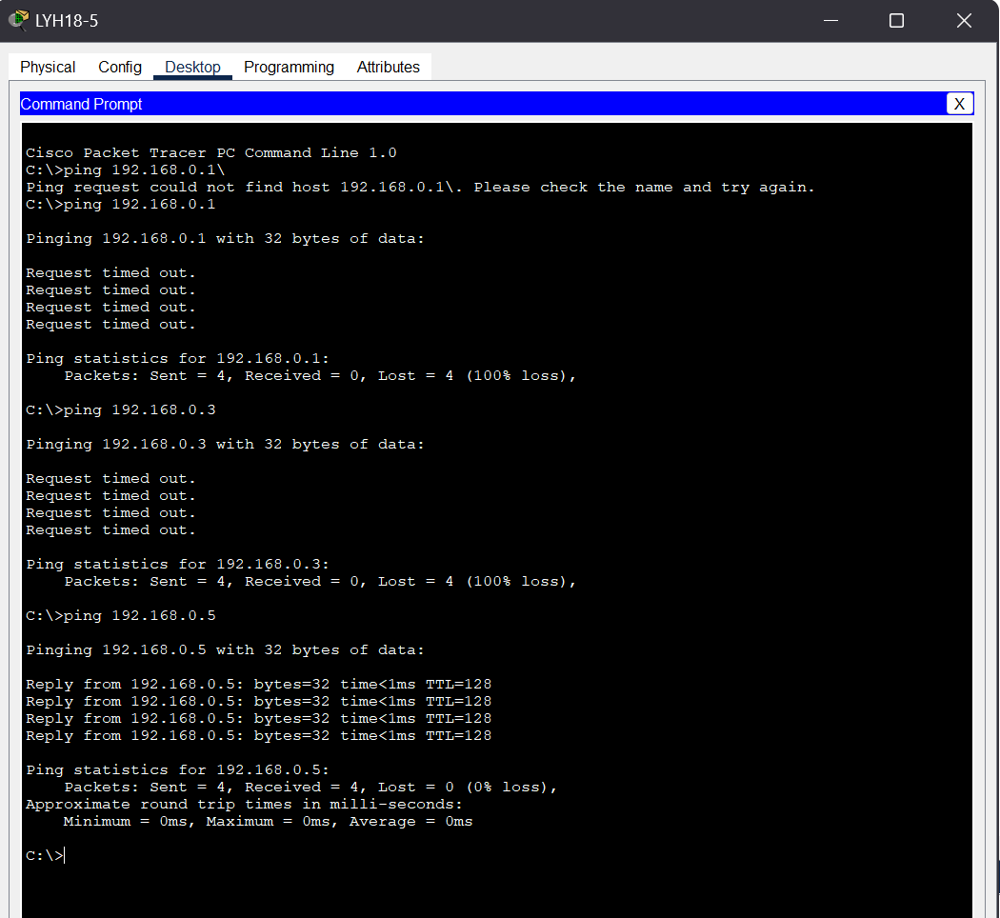 LYH18-5
Physical Config Desktop Programming Attributes
Command Prompt X
Cisco Packet Tracer PC Command Line 1.0
C:\>ping 192.168.0.1\
Ping request could not find host 192.168.0.1\. Please check the name and try again.
C:\>ping 192.168.0.1
Pinging 192.168.0.1 with 32 bytes of data:
Request timed out.
Request timed out.
Request timed out.
Request timed out.
Ping statistics for 192.168.0.1:
    Packets: Sent = 4, Received = 0, Lost = 4 (100% loss),
C:\>ping 192.168.0.3
Pinging 192.168.0.3 with 32 bytes of data:
Request timed out.
Request timed out.
Request timed out.
Request timed out.
Ping statistics for 192.168.0.3:
    Packets: Sent = 4, Received = 0, Lost = 4 (100% loss),
C:\>ping 192.168.0.5
Pinging 192.168.0.5 with 32 bytes of data:
Reply from 192.168.0.5: bytes=32 time<1ms TTL=128
Reply from 192.168.0.5: bytes=32 time<1ms TTL=128
Reply from 192.168.0.5: bytes=32 time<1ms TTL=128
Reply from 192.168.0.5: bytes=32 time<1ms TTL=128
Ping statistics for 192.168.0.5:
    Packets: Sent = 4, Received = 4, Lost = 0 (0% loss),
Approximate round trip times in milli-seconds:
    Minimum = 0ms, Maximum = 0ms, Average = 0ms
C:\>